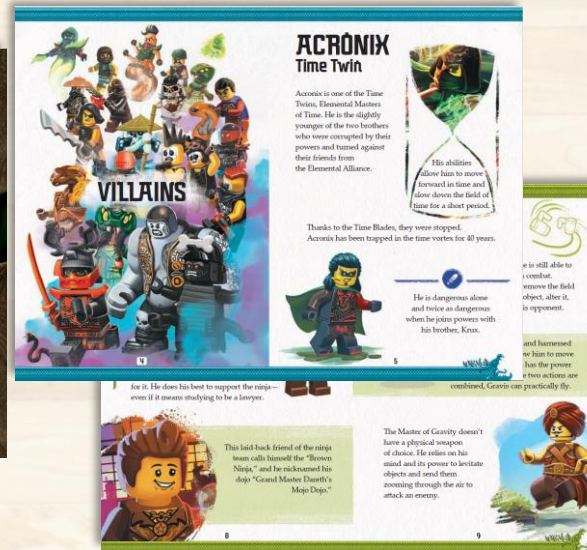 VILLAINS
4
ACRONIX
Time Twin
Acronix is one of the Time
Twins, Elemental Masters
of Time. He is the slightly
younger of the two brothers
who were corrupted by their
powers and turned against
their friends from
the Elemental Alliance.
His abilities
allow him to move
forward in time and
slow down the field of
time for a short period.
Thanks to the Time Blades, they were stopped.
Acronix has been trapped in the time vortex for 40 years.
He is dangerous alone
and twice as dangerous
when he joins powers with
his brother, Krux.
5
e is still able to
combat.
remove the field
object, alter it,
is opponent.
and harnessed
w him to move
has the power
e two actions are
combined, Gravis can practically fly.
for it. He does his best to support the ninja—
even if it means studying to be a lawyer.
This laid-back friend of the ninja
team calls himself the "Brown
Ninja," and he nicknamed his
dojo "Grand Master Dareth's
Mojo Dojo."
8
The Master of Gravity doesn't
have a physical weapon
of choice. He relies on his
mind and its power to levitate
objects and send them
zooming through the air to
attack an enemy.
9